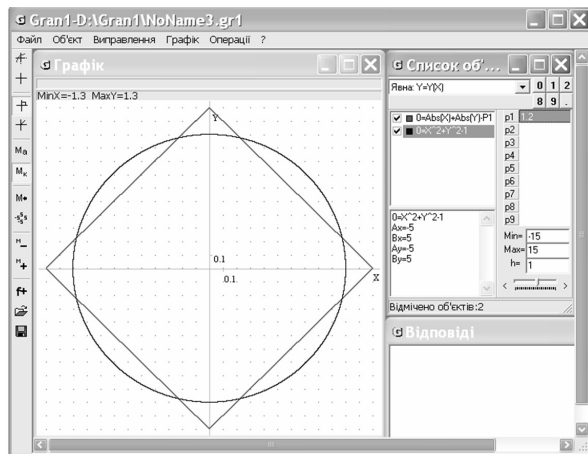 Gran1-D:\Gran1\NoName3.gr1
Файл Об'єкт Виправлення Графік Операції ?
Графік
MinX=-1.3 MaxY=1.3
Y
0.1
0.1
X
Список об'...
Явна: Y=Y(X)
0 1 2
8 9 .
0=Abs(X)+Abs(Y)-P1
0=X^2+Y^2-1
p1 1.2
p2
p3
p4
p5
p6
p7
p8
p9
0=X^2+Y^2-1
Ax=-5
Bx=5
Ay=-5
By=5
Min= -15
Max= 15
h= 1
Відмічено об'єктів:2
Відповіді